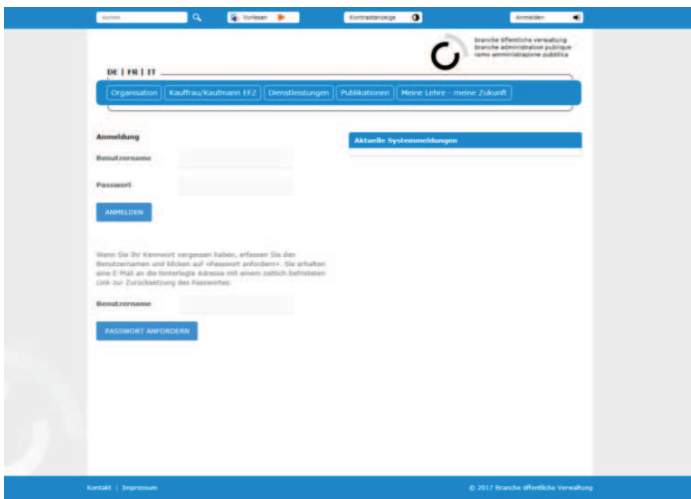 suchen
Vorlesen
Kontrastanzeige
Anmelden
branche öffentliche verwaltung
branche administration publique
ramo amministrazione pubblica
DE | FR | IT
Organisation
Kauffrau/Kaufmann EFZ
Dienstleistungen
Publikationen
Meine Lehre - meine Zukunft
Anmeldung
Aktuelle Systemmeldungen
Benutzername
Passwort
ANMELDEN
Wenn Sie Ihr Kennwort vergessen haben, erfassen Sie den
Benutzernamen und klicken auf «Passwort anfordern». Sie erhalten
eine E-Mail an die hinterlegte Adresse mit einem zeitlich befristeten
Link zur Zurücksetzung des Passwortes.
Benutzername
PASSWORT ANFORDERN
Kontakt | Impressum
© 2017 Branche öffentliche Verwaltung